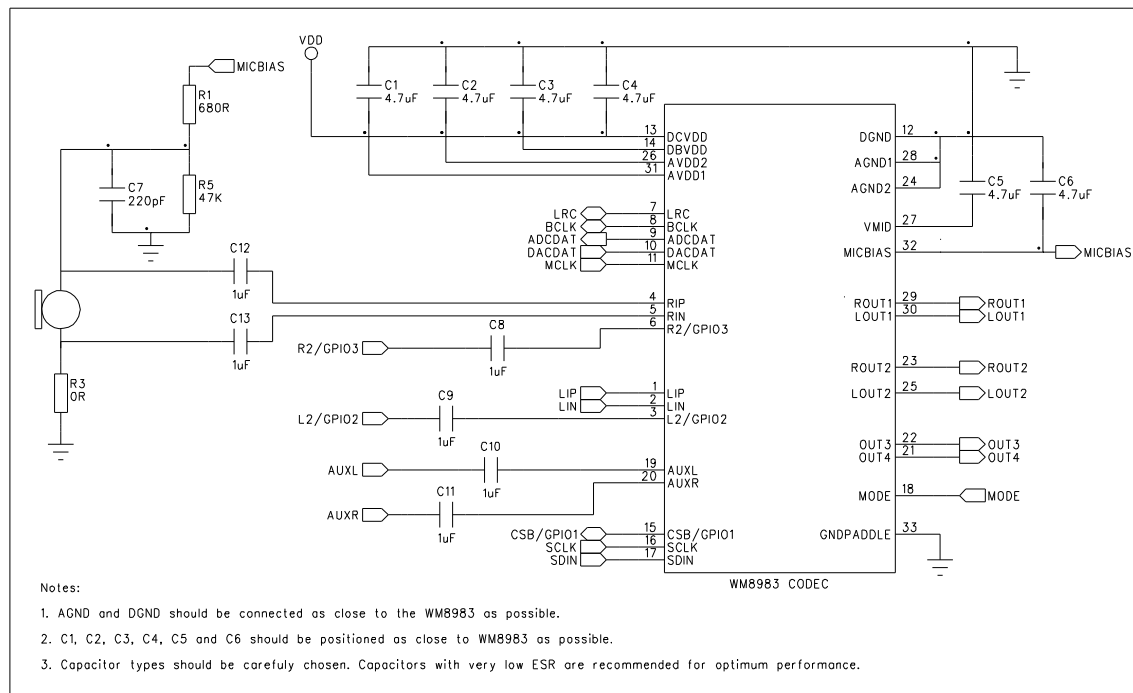 VDD
MICBIAS
R1
680R
C1
4.7uF
C2
4.7uF
C3
4.7uF
C4
4.7uF
C7
220pF
R5
47K
13
DCVDD
14
DBVDD
26
AVDD2
31
AVDD1
DGND
12
AGND1
28
AGND2
24
C5
4.7uF
C6
4.7uF
VMID
27
MICBIAS
32
MICBIAS
LRC
7
LRC
BCLK
8
BCLK
ADCDAT
9
ADCDAT
DACDAT
10
DACDAT
MCLK
11
MCLK
C12
1uF
4
RIP
C13
1uF
5
RIN
R2/GPIO3
C8
1uF
6
R2/GPIO3
ROUT1
29
ROUT1
LOUT1
30
LOUT1
ROUT2
23
ROUT2
LOUT2
25
LOUT2
R3
0R
LIP
1
LIP
LIN
2
LIN
L2/GPIO2
C9
1uF
3
L2/GPIO2
AUXL
C10
1uF
19
AUXL
AUXR
C11
1uF
20
AUXR
OUT3
22
OUT3
OUT4
21
OUT4
MODE
18
MODE
CSB/GPIO1
15
CSB/GPIO1
SCLK
16
SCLK
SDIN
17
SDIN
GNDPADDLE
33
WM8983 CODEC
Notes:
1. AGND and DGND should be connected as close to the WM8983 as possible.
2. C1, C2, C3, C4, C5 and C6 should be positioned as close to WM8983 as possible.
3. Capacitor types should be carefuly chosen. Capacitors with very low ESR are recommended for optimum performance.